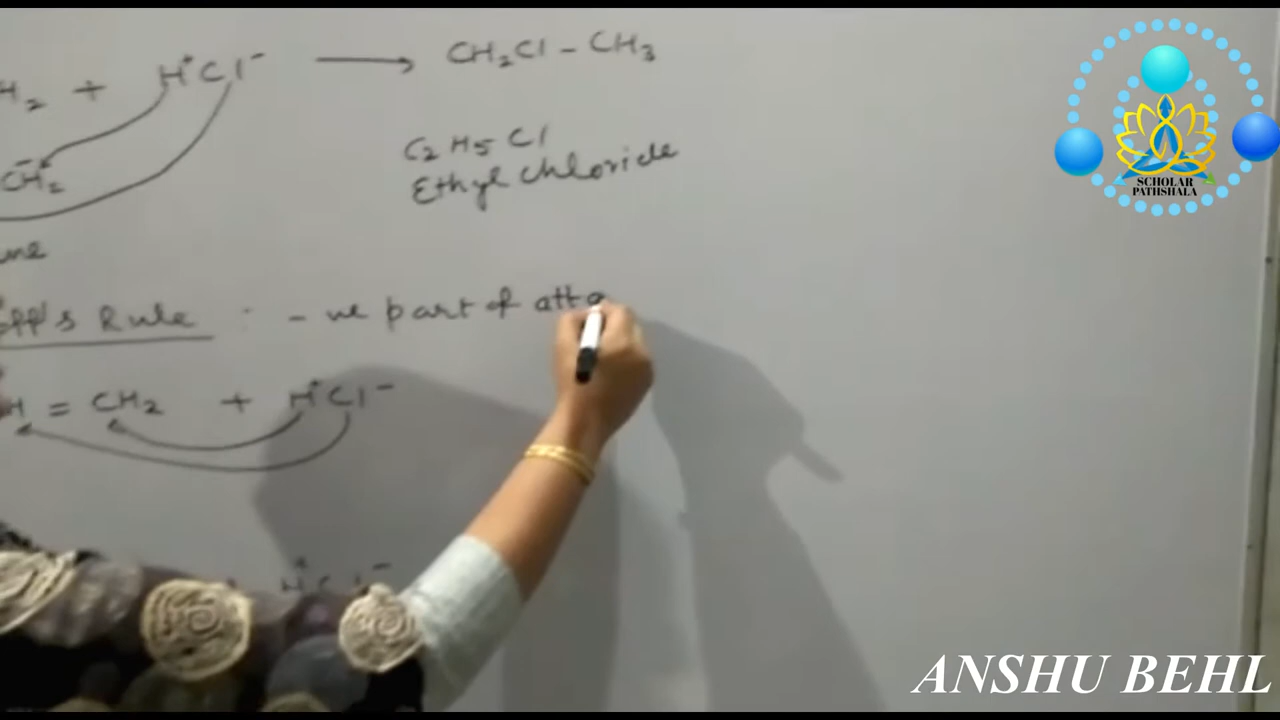 H2 + H+Cl- → CH2Cl - CH3
CH2
C2H5Cl
Ethyl Chloride
off's Rule : -ve part of atta
H = CH2 + H+Cl-
H+Cl-
SCHOLAR
PATHSHALA
ANSHU BEHL